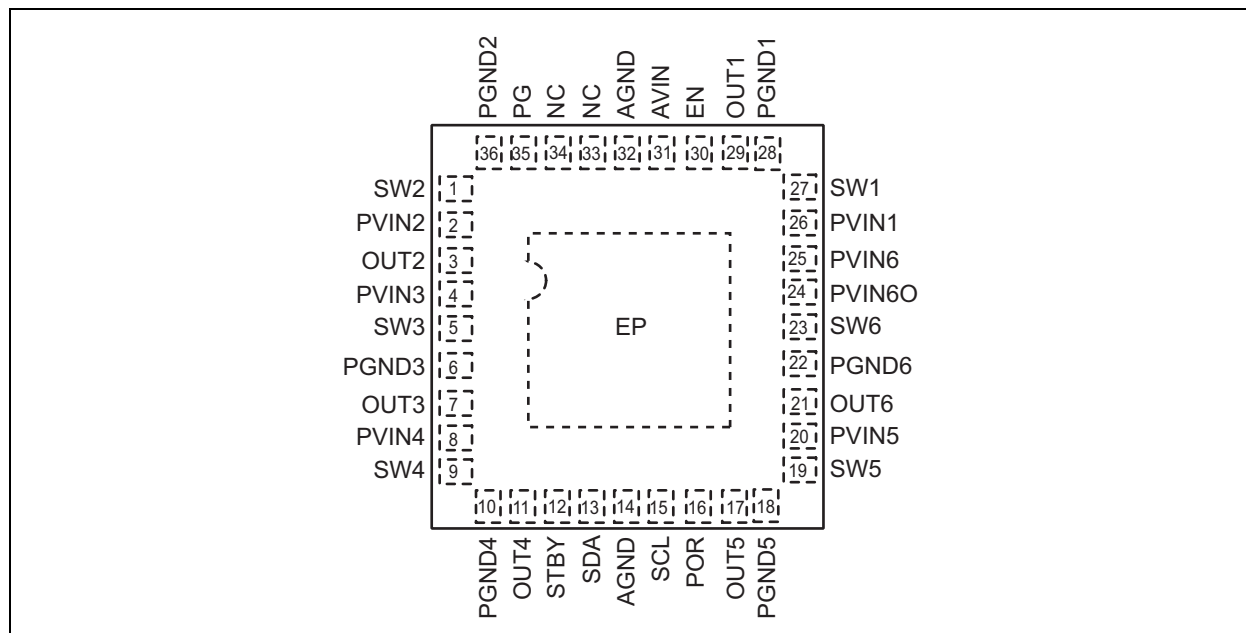 PGND2
PG
NC
NC
AGND
AVIN
EN
OUT1
PGND1
36
35
34
33
32
31
30
29
28
SW2 1
PVIN2 2
OUT2 3
PVIN3 4
SW3 5
PGND3 6
OUT3 7
PVIN4 8
SW4 9
EP
27 SW1
26 PVIN1
25 PVIN6
24 PVIN6O
23 SW6
22 PGND6
21 OUT6
20 PVIN5
19 SW5
10
11
12
13
14
15
16
17
18
PGND4
OUT4
STBY
SDA
AGND
SCL
POR
OUT5
PGND5